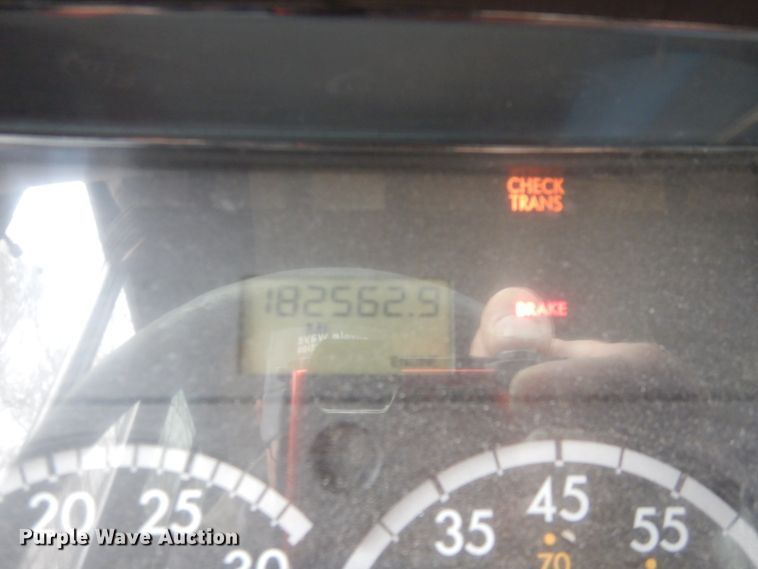 CHECK
TRANS
182562.9
BRAKE
20
25
30
35
45
55
70
Purple Wave Auction